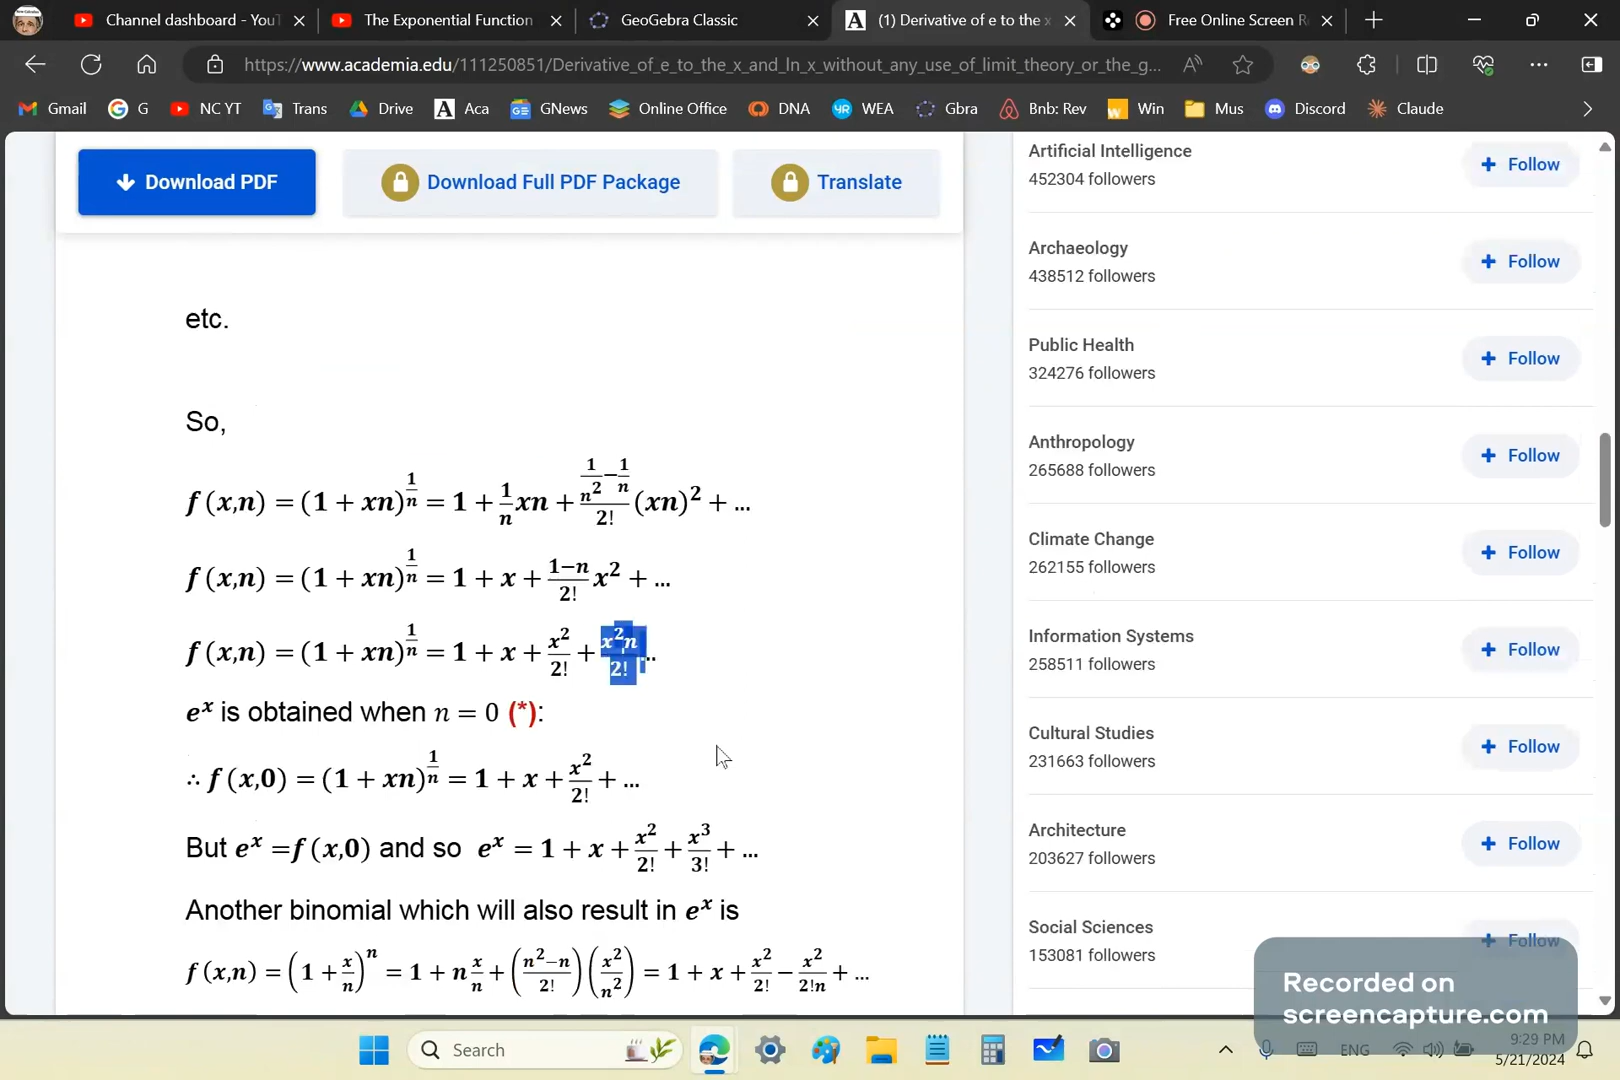 Channel dashboard - YouT
The Exponential Function
GeoGebra Classic
(1) Derivative of e to the x
Free Online Screen R
https://www.academia.edu/111250851/Derivative_of_e_to_the_x_and_ln_x_without_any_use_of_limit_theory_or_the_g...
Gmail G NC YT Trans Drive Aca GNews Online Office DNA WEA Gbra Bnb: Rev Win Mus Discord Claude
Download PDF Download Full PDF Package Translate
etc.
So,
f(x,n) = (1 + xn)^{1/n} = 1 + 1/n xn + (1/n² − 1/n)/2! (xn)² + ...
f(x,n) = (1 + xn)^{1/n} = 1 + x + (1−n)/2! x² + ...
f(x,n) = (1 + xn)^{1/n} = 1 + x + x²/2! + x²n/2! ..
eˣ is obtained when n = 0 (*):
∴ f(x,0) = (1 + xn)^{1/n} = 1 + x + x²/2! + ...
But eˣ =f(x,0) and so eˣ = 1 + x + x²/2! + x³/3! + ...
Another binomial which will also result in eˣ is
f(x,n) = (1 + x/n)ⁿ = 1 + n x/n + ((n²−n)/2!)(x²/n²) = 1 + x + x²/2! − x²/2!n + ...
Artificial Intelligence
452304 followers
Follow
Archaeology
438512 followers
Follow
Public Health
324276 followers
Follow
Anthropology
265688 followers
Follow
Climate Change
262155 followers
Follow
Information Systems
258511 followers
Follow
Cultural Studies
231663 followers
Follow
Architecture
203627 followers
Follow
Social Sciences
153081 followers
Follow
Recorded on
screencapture.com
Search
ENG
9:29 PM
5/21/2024